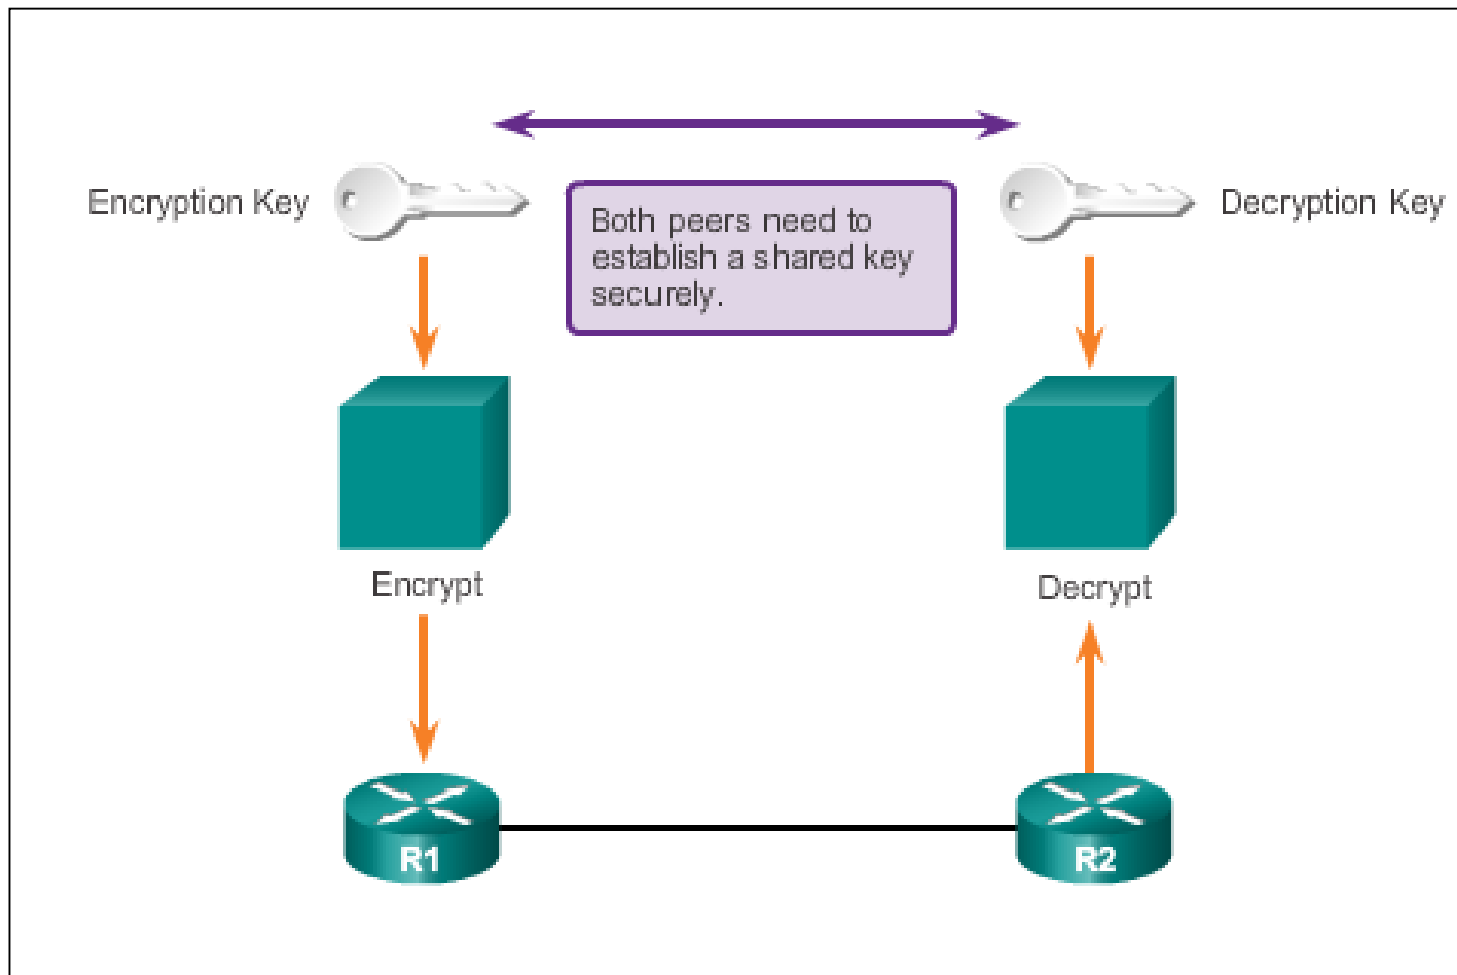 Encryption Key
Both peers need to
establish a shared key
securely.
Decryption Key
Encrypt
Decrypt
R1
R2